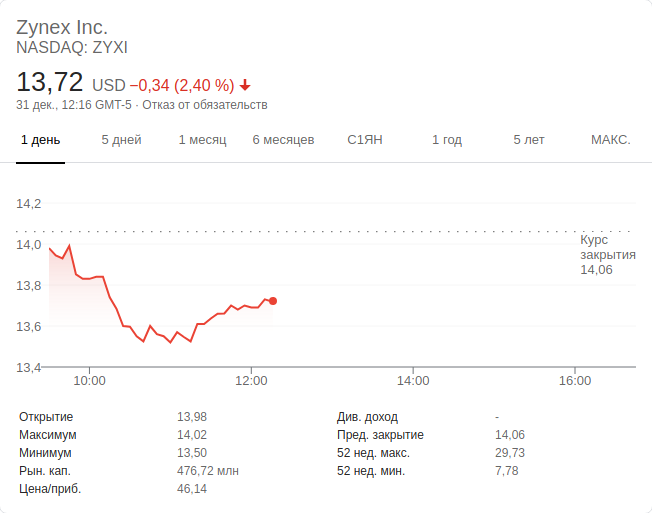 Zynex Inc.
NASDAQ: ZYXI
13,72 USD −0,34 (2,40 %)
31 дек., 12:16 GMT-5 · Отказ от обязательств
1 день 5 дней 1 месяц 6 месяцев С1ЯН 1 год 5 лет МАКС.
14,2
14,0
13,8
13,6
13,4
Курс
закрытия
14,06
10:00 12:00 14:00 16:00
Открытие 13,98 Див. доход -
Максимум 14,02 Пред. закрытие 14,06
Минимум 13,50 52 нед. макс. 29,73
Рын. кап. 476,72 млн 52 нед. мин. 7,78
Цена/приб. 46,14